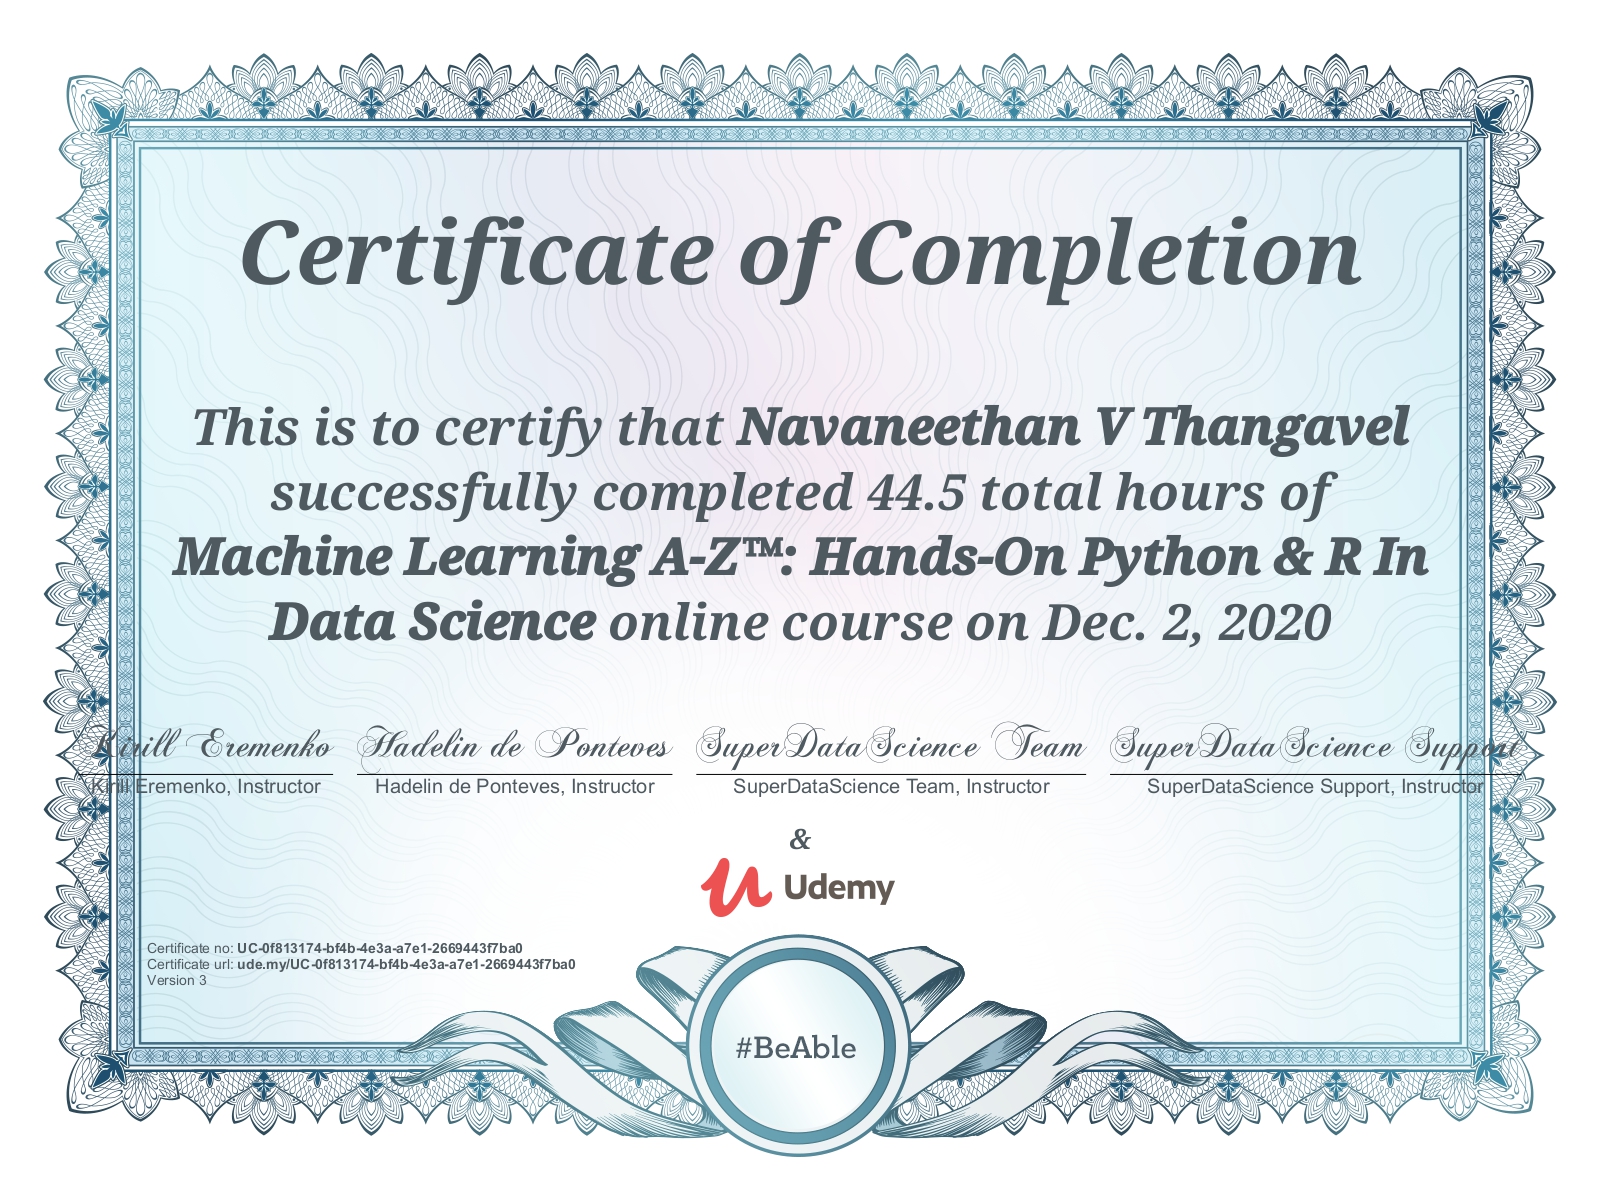 Certificate of Completion
This is to certify that Navaneethan V Thangavel
successfully completed 44.5 total hours of
Machine Learning A-Z™: Hands-On Python & R In
Data Science online course on Dec. 2, 2020
Kirill Eremenko Hadelin de Ponteves SuperDataScience Team SuperDataScience Support
Kirill Eremenko, Instructor Hadelin de Ponteves, Instructor SuperDataScience Team, Instructor SuperDataScience Support, Instructor
&
Udemy
Certificate no: UC-0f813174-bf4b-4e3a-a7e1-2669443f7ba0
Certificate url: ude.my/UC-0f813174-bf4b-4e3a-a7e1-2669443f7ba0
Version 3
#BeAble